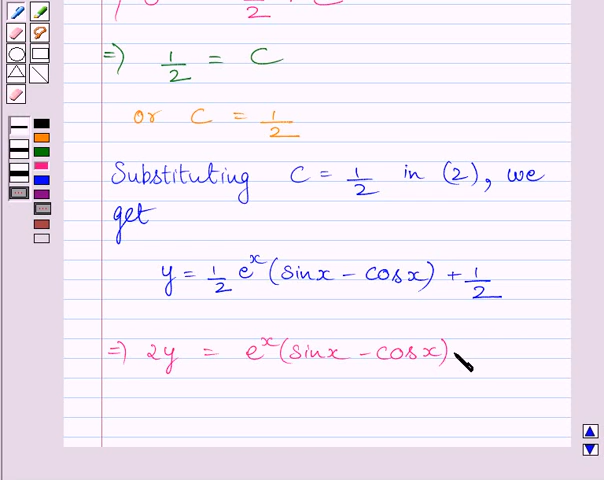 ⇒ 1/2 = C
or C = 1/2
Substituting C = 1/2 in (2), we
get
y = 1/2 e^x (sinx - cosx) + 1/2
⇒ 2y = e^x (sinx - cosx)